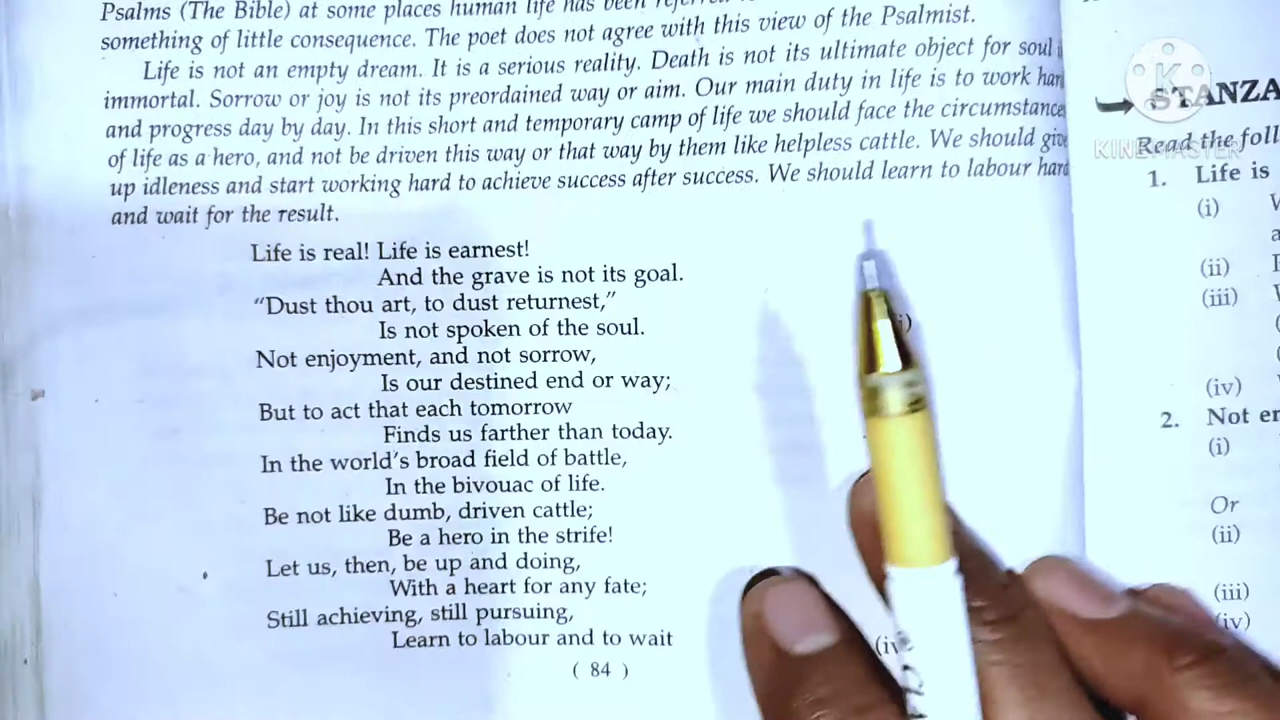 Psalms (The Bible) at some places human life has been
something of little consequence. The poet does not agree with this view of the Psalmist.
Life is not an empty dream. It is a serious reality. Death is not its ultimate object for soul
immortal. Sorrow or joy is not its preordained way or aim. Our main duty in life is to work har
and progress day by day. In this short and temporary camp of life we should face the circumstance
of life as a hero, and not be driven this way or that way by them like helpless cattle. We should give
up idleness and start working hard to achieve success after success. We should learn to labour hard
and wait for the result.
Life is real! Life is earnest!
And the grave is not its goal.
“Dust thou art, to dust returnest,”
Is not spoken of the soul.
Not enjoyment, and not sorrow,
Is our destined end or way;
But to act that each tomorrow
Finds us farther than today.
In the world's broad field of battle,
In the bivouac of life.
Be not like dumb, driven cattle;
Be a hero in the strife!
Let us, then, be up and doing,
With a heart for any fate;
Still achieving, still pursuing,
Learn to labour and to wait
( 84 )
STANZA
Read the foll
1. Life is
(i)
(ii)
(iii)
(iv)
2. Not en
(i)
Or
(ii)
(iii)
(iv)
K
KINEMASTER